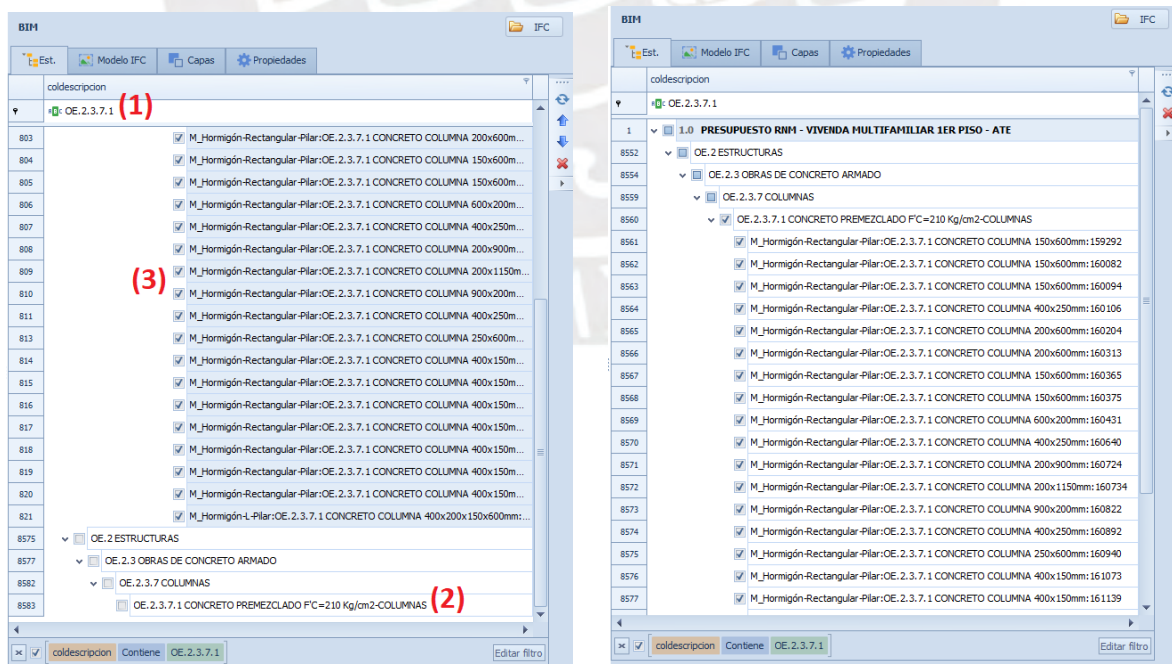 BIM
IFC
Est. Modelo IFC Capas Propiedades
coldescripcion
OE.2.3.7.1 (1)
803 M_Hormigón-Rectangular-Pilar:OE.2.3.7.1 CONCRETO COLUMNA 200x600m...
804 M_Hormigón-Rectangular-Pilar:OE.2.3.7.1 CONCRETO COLUMNA 150x600m...
805 M_Hormigón-Rectangular-Pilar:OE.2.3.7.1 CONCRETO COLUMNA 150x600m...
806 M_Hormigón-Rectangular-Pilar:OE.2.3.7.1 CONCRETO COLUMNA 600x200m...
807 M_Hormigón-Rectangular-Pilar:OE.2.3.7.1 CONCRETO COLUMNA 400x250m...
808 M_Hormigón-Rectangular-Pilar:OE.2.3.7.1 CONCRETO COLUMNA 200x900m...
809 M_Hormigón-Rectangular-Pilar:OE.2.3.7.1 CONCRETO COLUMNA 200x1150m...
(3)
810 M_Hormigón-Rectangular-Pilar:OE.2.3.7.1 CONCRETO COLUMNA 900x200m...
811 M_Hormigón-Rectangular-Pilar:OE.2.3.7.1 CONCRETO COLUMNA 400x250m...
813 M_Hormigón-Rectangular-Pilar:OE.2.3.7.1 CONCRETO COLUMNA 250x600m...
814 M_Hormigón-Rectangular-Pilar:OE.2.3.7.1 CONCRETO COLUMNA 400x150m...
815 M_Hormigón-Rectangular-Pilar:OE.2.3.7.1 CONCRETO COLUMNA 400x150m...
816 M_Hormigón-Rectangular-Pilar:OE.2.3.7.1 CONCRETO COLUMNA 400x150m...
817 M_Hormigón-Rectangular-Pilar:OE.2.3.7.1 CONCRETO COLUMNA 400x150m...
818 M_Hormigón-Rectangular-Pilar:OE.2.3.7.1 CONCRETO COLUMNA 400x150m...
819 M_Hormigón-Rectangular-Pilar:OE.2.3.7.1 CONCRETO COLUMNA 400x150m...
820 M_Hormigón-Rectangular-Pilar:OE.2.3.7.1 CONCRETO COLUMNA 400x150m...
821 M_Hormigón-L-Pilar:OE.2.3.7.1 CONCRETO COLUMNA 400x200x150x600mm:...
8575 OE.2 ESTRUCTURAS
8577 OE.2.3 OBRAS DE CONCRETO ARMADO
8582 OE.2.3.7 COLUMNAS
8583 OE.2.3.7.1 CONCRETO PREMEZCLADO F'C=210 Kg/cm2-COLUMNAS (2)
coldescripcion Contiene OE.2.3.7.1 Editar filtro
BIM
IFC
Est. Modelo IFC Capas Propiedades
coldescripcion
OE.2.3.7.1
1 1.0 PRESUPUESTO RNM - VIVENDA MULTIFAMILIAR 1ER PISO - ATE
8552 OE.2 ESTRUCTURAS
8554 OE.2.3 OBRAS DE CONCRETO ARMADO
8559 OE.2.3.7 COLUMNAS
8560 OE.2.3.7.1 CONCRETO PREMEZCLADO F'C=210 Kg/cm2-COLUMNAS
8561 M_Hormigón-Rectangular-Pilar:OE.2.3.7.1 CONCRETO COLUMNA 150x600mm:159292
8562 M_Hormigón-Rectangular-Pilar:OE.2.3.7.1 CONCRETO COLUMNA 150x600mm:160082
8563 M_Hormigón-Rectangular-Pilar:OE.2.3.7.1 CONCRETO COLUMNA 150x600mm:160094
8564 M_Hormigón-Rectangular-Pilar:OE.2.3.7.1 CONCRETO COLUMNA 400x250mm:160106
8565 M_Hormigón-Rectangular-Pilar:OE.2.3.7.1 CONCRETO COLUMNA 200x600mm:160204
8566 M_Hormigón-Rectangular-Pilar:OE.2.3.7.1 CONCRETO COLUMNA 200x600mm:160313
8567 M_Hormigón-Rectangular-Pilar:OE.2.3.7.1 CONCRETO COLUMNA 150x600mm:160365
8568 M_Hormigón-Rectangular-Pilar:OE.2.3.7.1 CONCRETO COLUMNA 150x600mm:160375
8569 M_Hormigón-Rectangular-Pilar:OE.2.3.7.1 CONCRETO COLUMNA 600x200mm:160431
8570 M_Hormigón-Rectangular-Pilar:OE.2.3.7.1 CONCRETO COLUMNA 400x250mm:160640
8571 M_Hormigón-Rectangular-Pilar:OE.2.3.7.1 CONCRETO COLUMNA 200x900mm:160724
8572 M_Hormigón-Rectangular-Pilar:OE.2.3.7.1 CONCRETO COLUMNA 200x1150mm:160734
8573 M_Hormigón-Rectangular-Pilar:OE.2.3.7.1 CONCRETO COLUMNA 900x200mm:160822
8574 M_Hormigón-Rectangular-Pilar:OE.2.3.7.1 CONCRETO COLUMNA 400x250mm:160892
8575 M_Hormigón-Rectangular-Pilar:OE.2.3.7.1 CONCRETO COLUMNA 250x600mm:160940
8576 M_Hormigón-Rectangular-Pilar:OE.2.3.7.1 CONCRETO COLUMNA 400x150mm:161073
8577 M_Hormigón-Rectangular-Pilar:OE.2.3.7.1 CONCRETO COLUMNA 400x150mm:161139
coldescripcion Contiene OE.2.3.7.1 Editar filtro